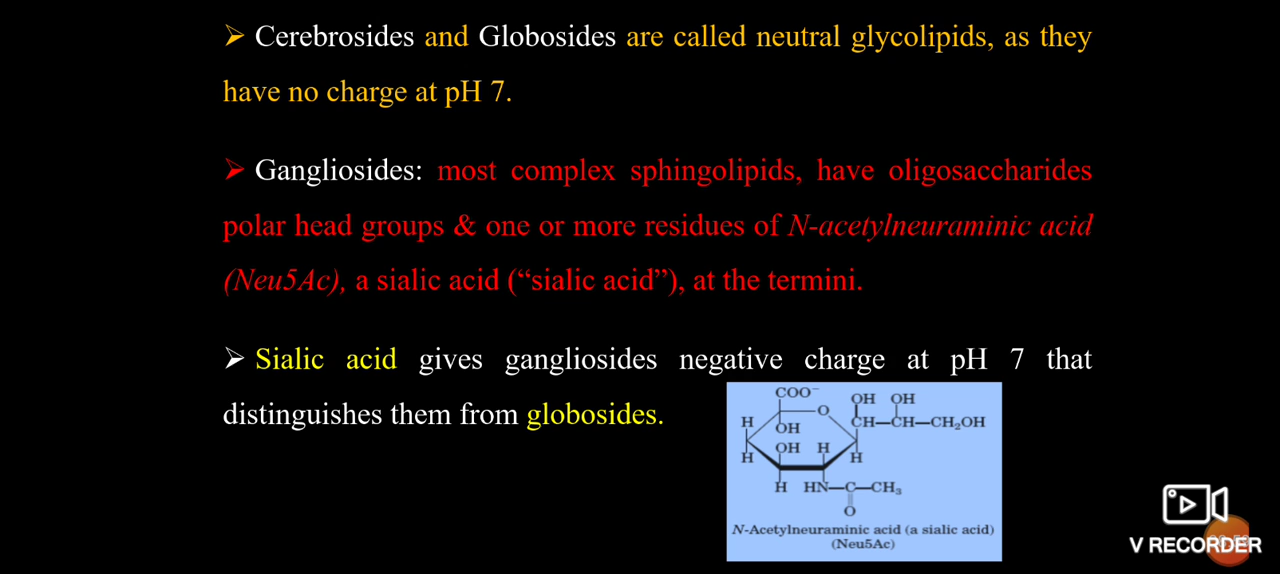 ➢ Cerebrosides and Globosides are called neutral glycolipids, as they
have no charge at pH 7.
➢ Gangliosides: most complex sphingolipids, have oligosaccharides
polar head groups & one or more residues of N-acetylneuraminic acid
(Neu5Ac), a sialic acid (“sialic acid”), at the termini.
➢ Sialic acid gives gangliosides negative charge at pH 7 that
distinguishes them from globosides.
COO⁻
O OH OH
H OH CH—CH—CH₂OH
OH H
H H
H HN—C—CH₃
O
N-Acetylneuraminic acid (a sialic acid)
(Neu5Ac)
V RECORDER